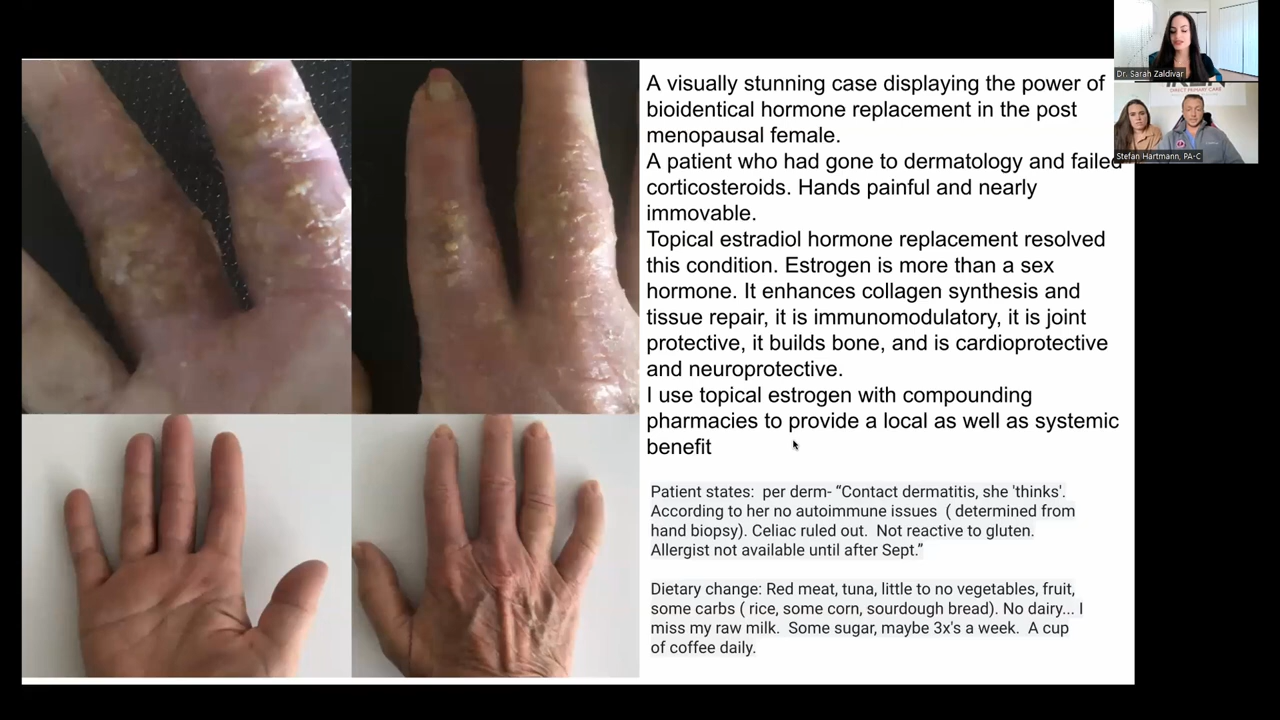 A visually stunning case displaying the power of
bioidentical hormone replacement in the post
menopausal female.
A patient who had gone to dermatology and failed
corticosteroids. Hands painful and nearly
immovable.
Topical estradiol hormone replacement resolved
this condition. Estrogen is more than a sex
hormone. It enhances collagen synthesis and
tissue repair, it is immunomodulatory, it is joint
protective, it builds bone, and is cardioprotective
and neuroprotective.
I use topical estrogen with compounding
pharmacies to provide a local as well as systemic
benefit
Patient states:  per derm- “Contact dermatitis, she 'thinks'.
According to her no autoimmune issues  ( determined from
hand biopsy). Celiac ruled out.  Not reactive to gluten.
Allergist not available until after Sept.”
Dietary change: Red meat, tuna, little to no vegetables, fruit,
some carbs ( rice, some corn, sourdough bread). No dairy... I
miss my raw milk.  Some sugar, maybe 3x's a week.  A cup
of coffee daily.
Dr. Sarah Zaldivar
DIRECT PRIMARY CARE
Stefan Hartmann, PA-C